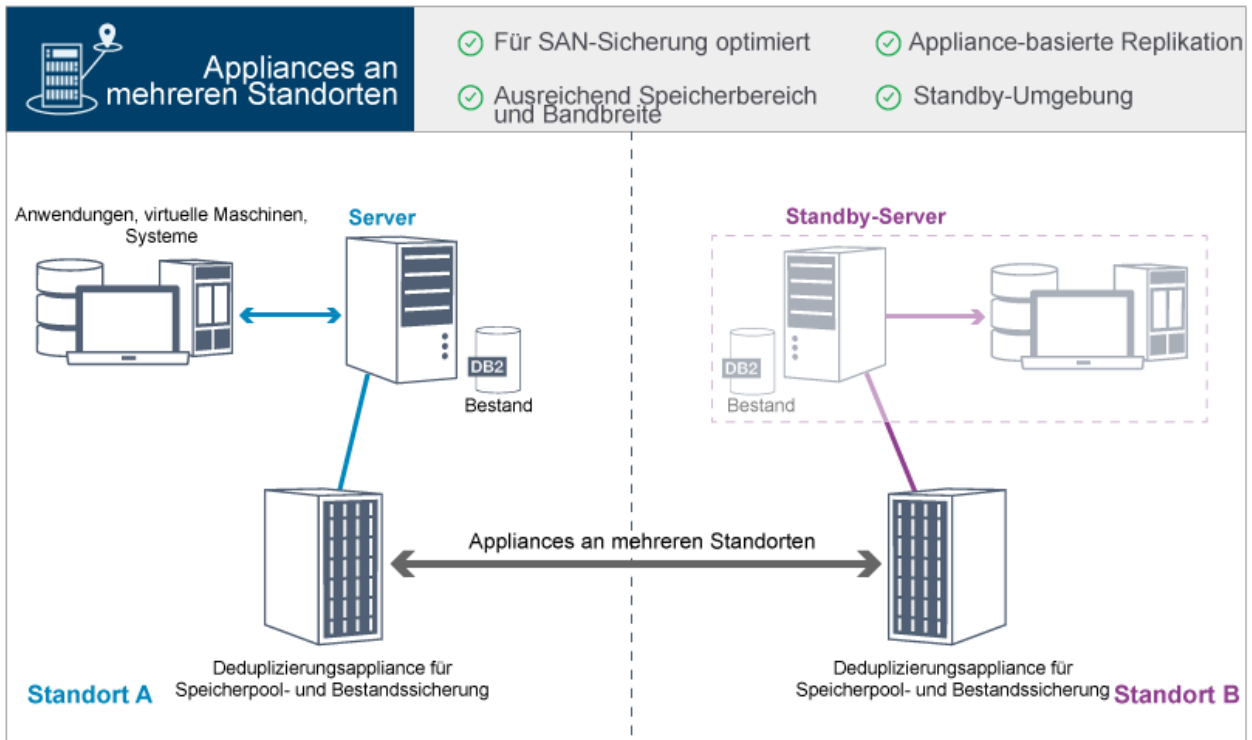 Appliances an
mehreren Standorten
Für SAN-Sicherung optimiert
Appliance-basierte Replikation
Ausreichend Speicherbereich
und Bandbreite
Standby-Umgebung
Anwendungen, virtuelle Maschinen,
Systeme
Server
Standby-Server
DB2
Bestand
DB2
Bestand
Appliances an mehreren Standorten
Deduplizierungsappliance für
Speicherpool- und Bestandssicherung
Standort A
Deduplizierungsappliance für
Speicherpool- und Bestandssicherung
Standort B